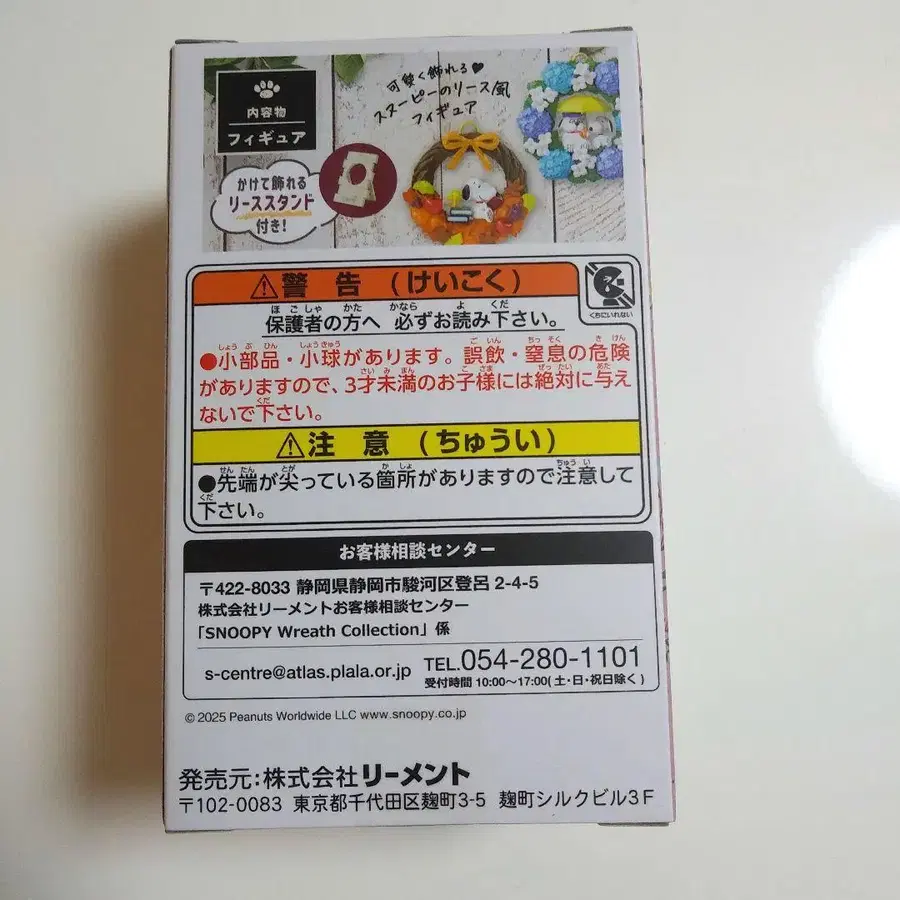 内容物
フィギュア
可愛く飾れる♥
スヌーピーのリース風
フィギュア
かけて飾れる
リーススタンド
付き!
⚠警 告 (けいこく)
くちにいれない
保護者の方へ 必ずお読み下さい。
●小部品・小球があります。誤飲・窒息の危険
がありますので、3才未満のお子様には絶対に与え
ないで下さい。
⚠注 意 (ちゅうい)
●先端が尖っている箇所がありますので注意して
下さい。
お客様相談センター
〒422-8033 静岡県静岡市駿河区登呂 2-4-5
株式会社リーメントお客様相談センター
「SNOOPY Wreath Collection」係
s-centre@atlas.plala.or.jp TEL.054-280-1101
受付時間 10:00〜17:00(土・日・祝日除く)
© 2025 Peanuts Worldwide LLC www.snoopy.co.jp
発売元:株式会社リーメント
〒102-0083 東京都千代田区麹町3-5 麹町シルクビル3F